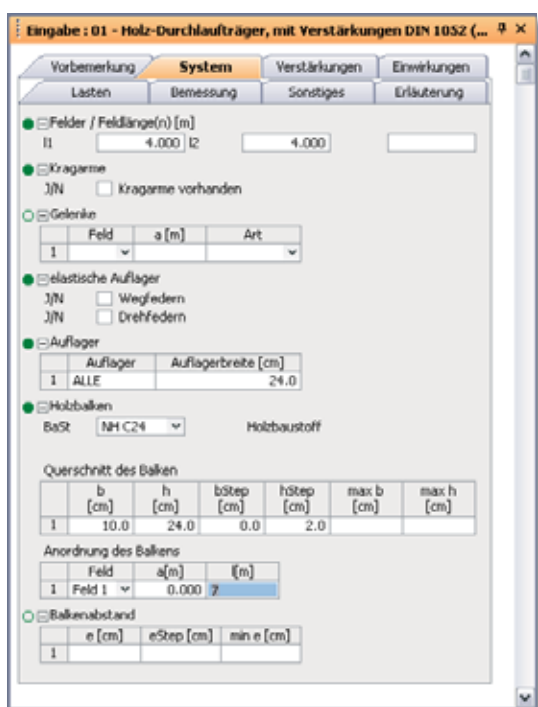 Eingabe : 01 - Holz-Durchlaufträger, mit Verstärkungen DIN 1052 (...
Vorbemerkung System Verstärkungen Einwirkungen
Lasten Bemessung Sonstiges Erläuterung
Felder / Feldlänge(n) [m]
l1 4.000 l2 4.000
Kragarme
J/N Kragarme vorhanden
Gelenke
Feld a [m] Art
1
elastische Auflager
J/N Wegfedern
J/N Drehfedern
Auflager
Auflager Auflagerbreite [cm]
1 ALLE 24.0
Holzbalken
BaSt NH C24 Holzbaustoff
Querschnitt des Balken
b [cm] h [cm] bStep [cm] hStep [cm] max b [cm] max h [cm]
1 10.0 24.0 0.0 2.0
Anordnung des Balkens
Feld a[m] l[m]
1 Feld 1 0.000 7
Balkenabstand
e [cm] eStep [cm] min e [cm]
1